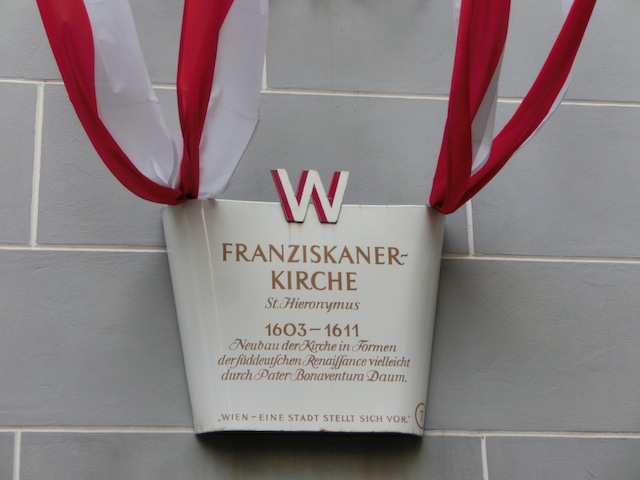 W
FRANZISKANER-
KIRCHE
St. Hieronymus
1603-1611
Neubau der Kirche in Formen
der süddeutschen Renaissance vielleicht
durch Pater Bonaventura Daum.
„WIEN - EINE STADT STELLT SICH VOR."
7